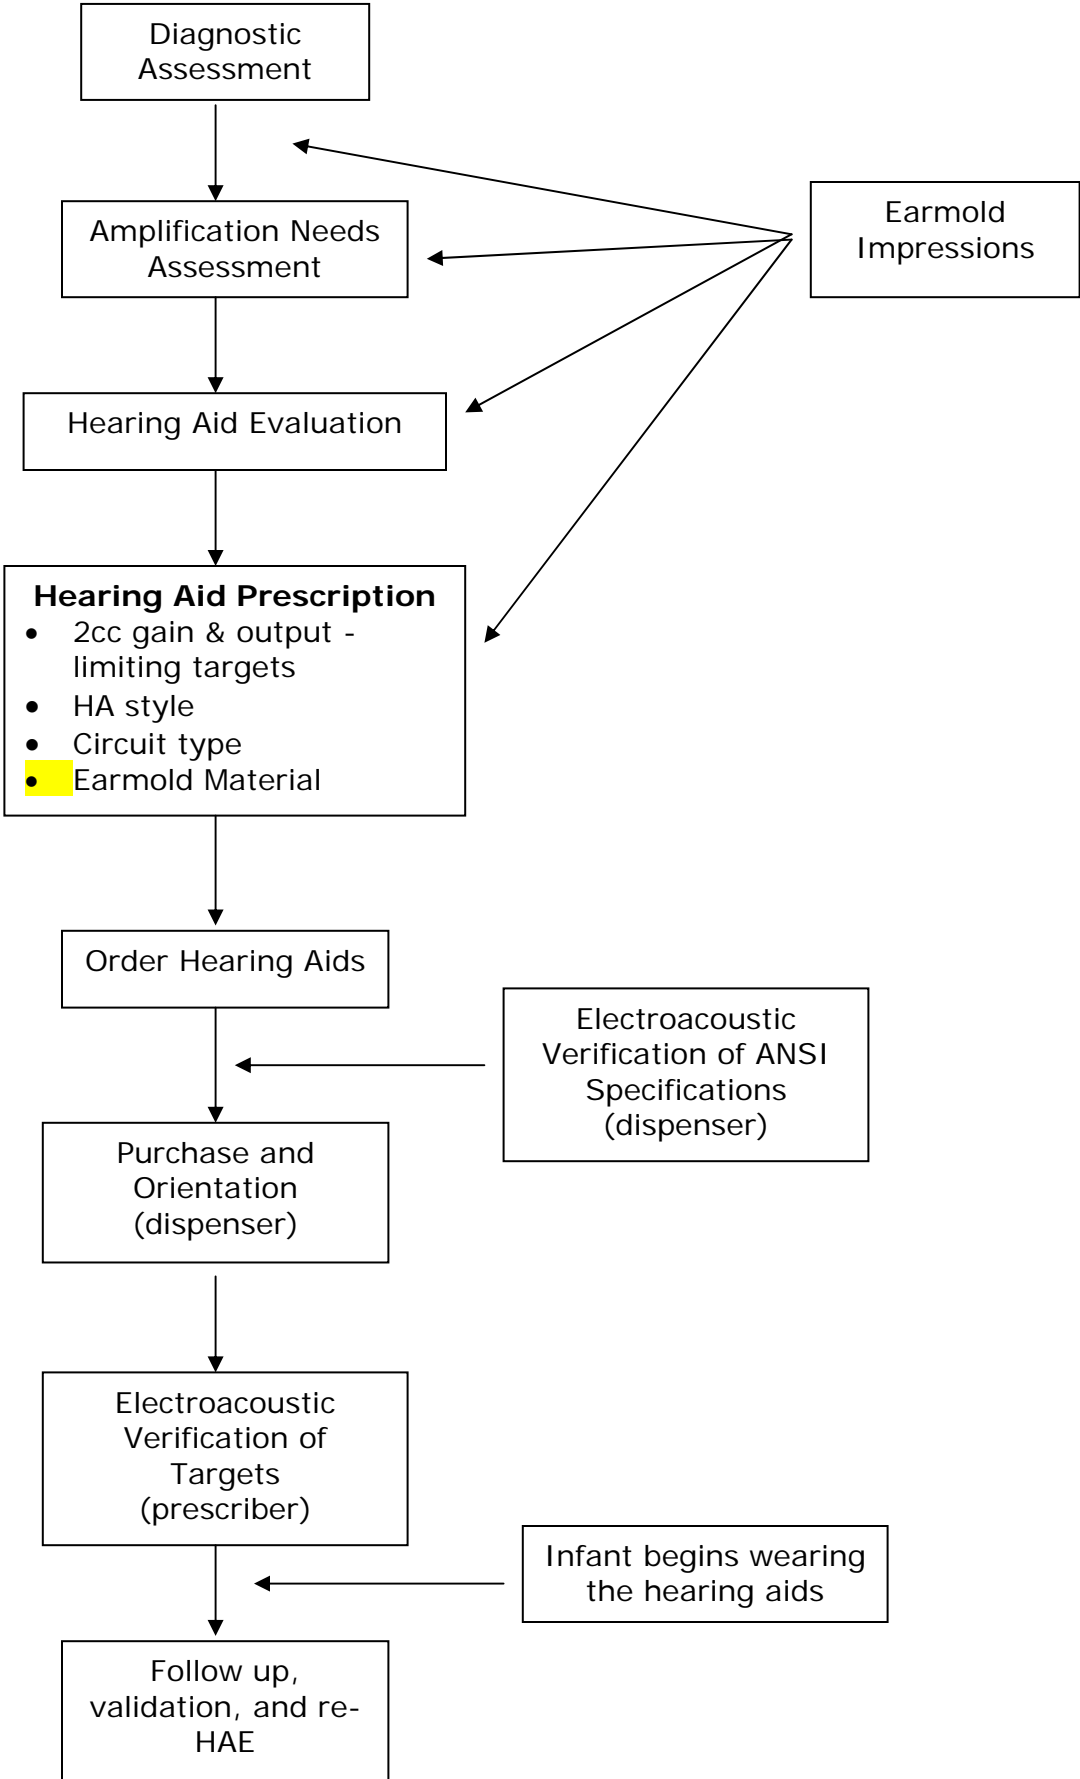 Diagnostic
Assessment
Amplification Needs
Assessment
Earmold
Impressions
Hearing Aid Evaluation
Hearing Aid Prescription
• 2cc gain & output -
limiting targets
• HA style
• Circuit type
• Earmold Material
Order Hearing Aids
Electroacoustic
Verification of ANSI
Specifications
(dispenser)
Purchase and
Orientation
(dispenser)
Electroacoustic
Verification of
Targets
(prescriber)
Infant begins wearing
the hearing aids
Follow up,
validation, and re-
HAE